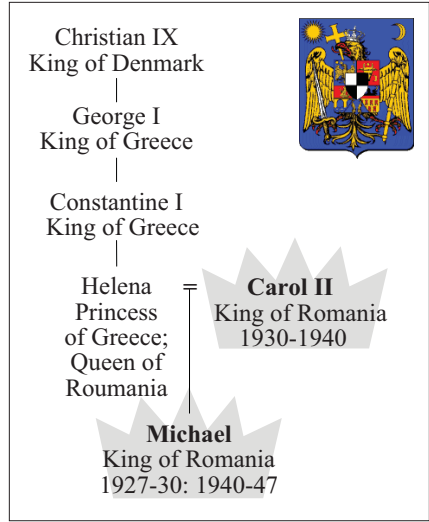 Christian IX
King of Denmark
George I
King of Greece
Constantine I
King of Greece
Helena
Princess
of Greece;
Queen of
Roumania
=
Carol II
King of Romania
1930-1940
Michael
King of Romania
1927-30: 1940-47